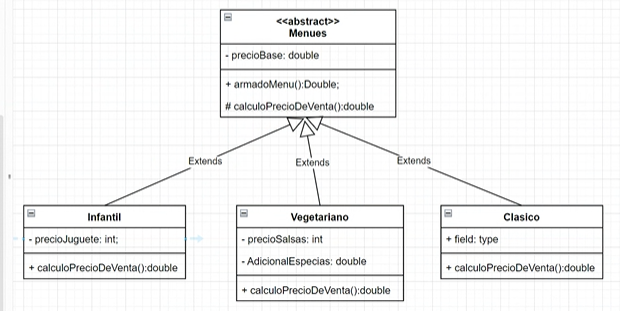 <<abstract>>
Menues
- precioBase: double
+ armadoMenu():Double;
# calculoPrecioDeVenta():double
Extends
Extends
Extends
Infantil
- precioJuguete: int;
+ calculoPrecioDeVenta():double
Vegetariano
- precioSalsas: int
- AdicionalEspecias: double
+ calculoPrecioDeVenta():double
Clasico
+ field: type
+ calculoPrecioDeVenta():double